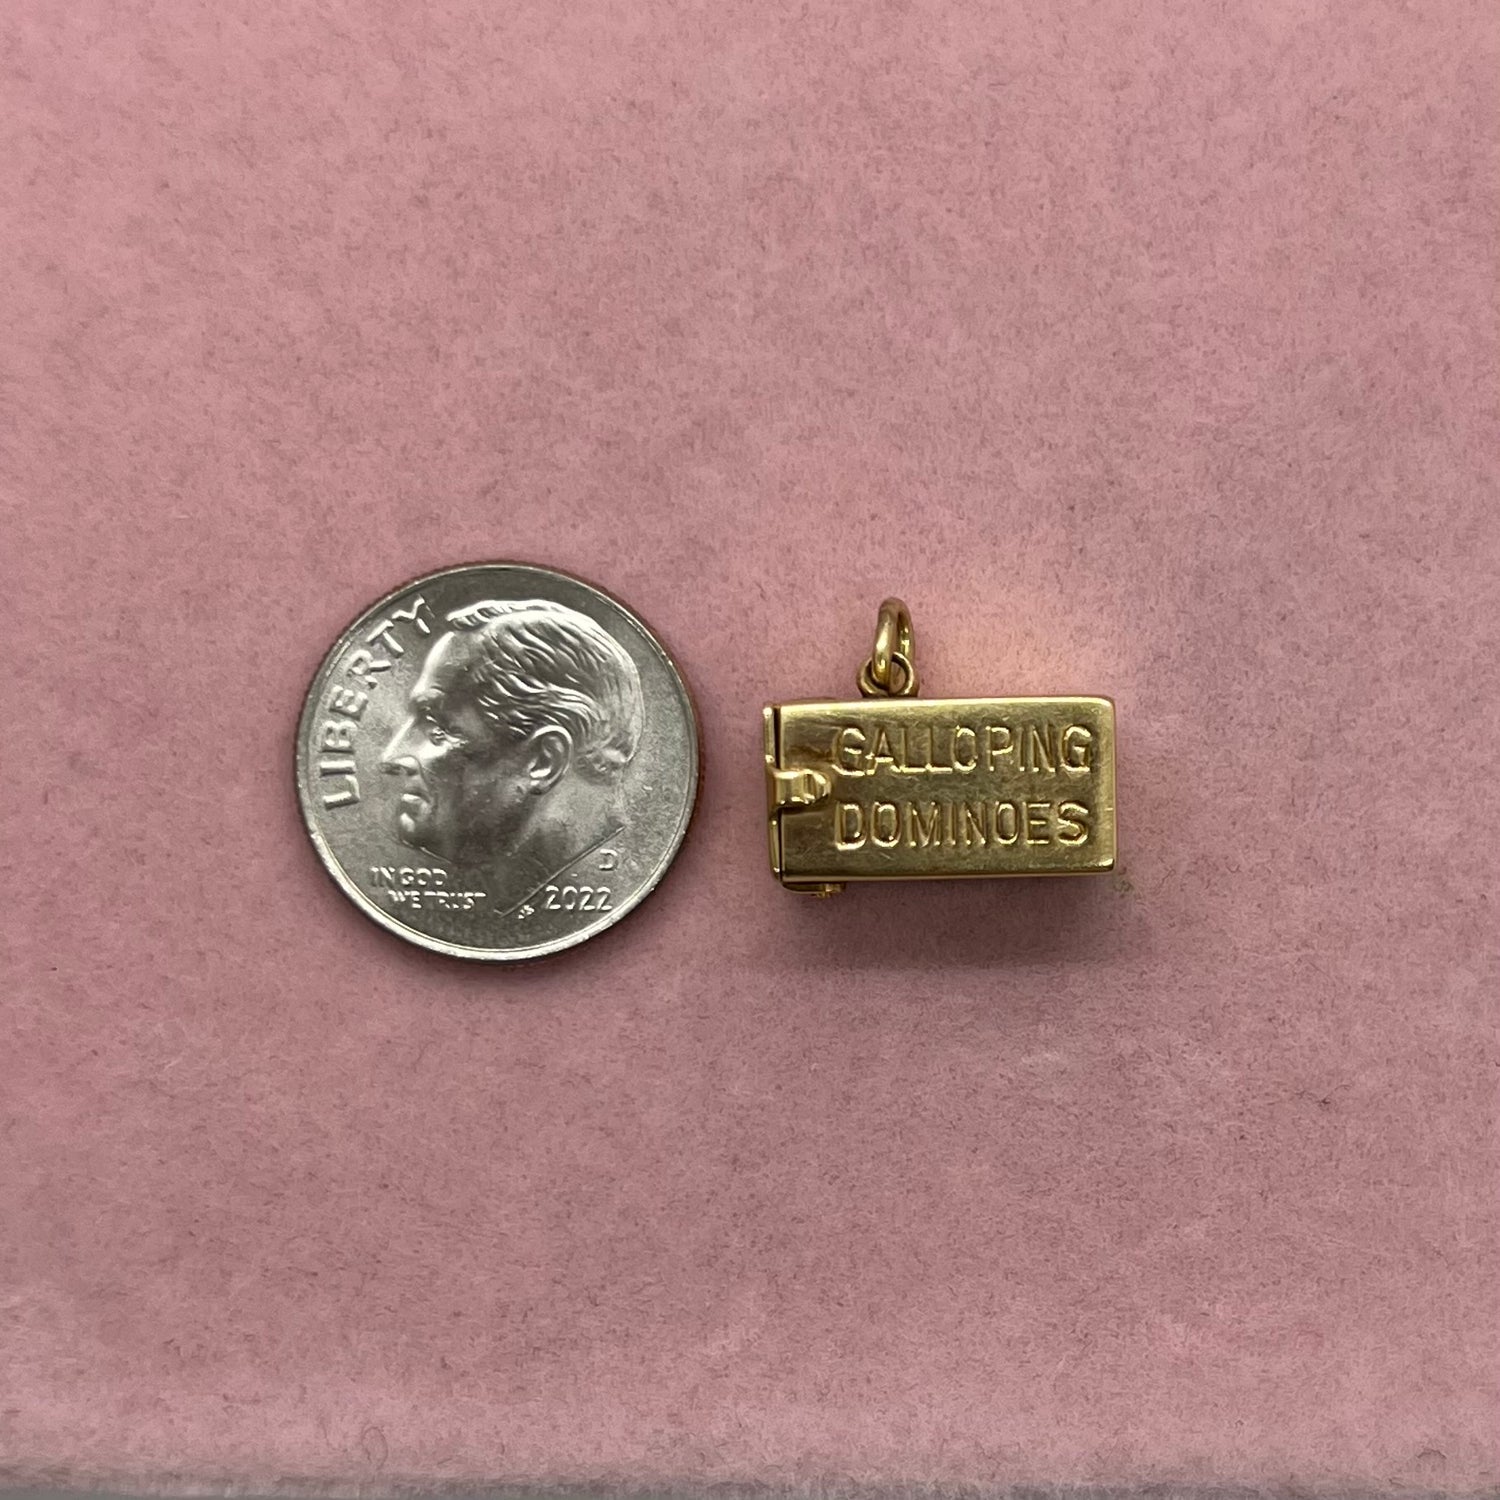 LIBERTY
IN GOD
WE TRUST
D
2022
GALLOPING
DOMINOES